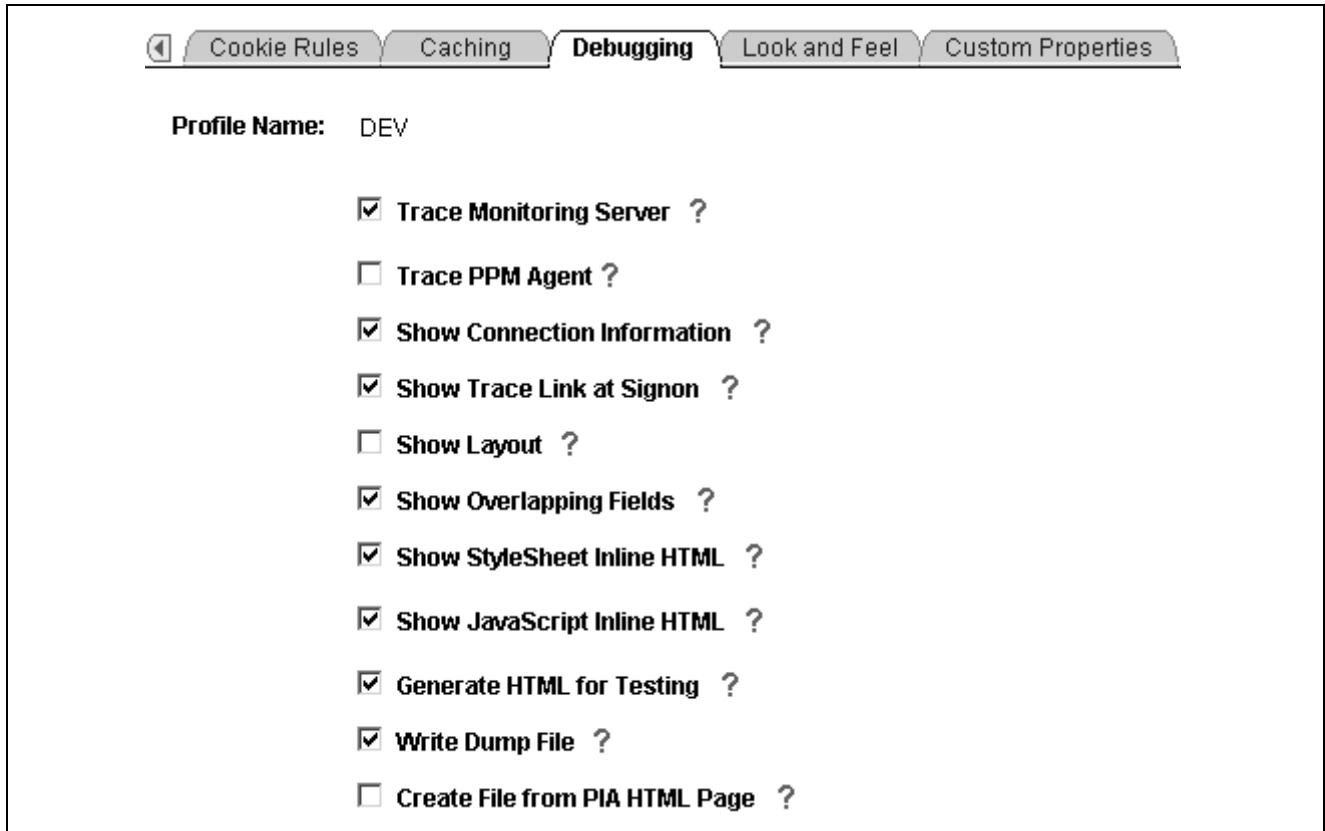 Cookie Rules Caching Debugging Look and Feel Custom Properties
Profile Name: DEV
Trace Monitoring Server ?
Trace PPM Agent ?
Show Connection Information ?
Show Trace Link at Signon ?
Show Layout ?
Show Overlapping Fields ?
Show StyleSheet Inline HTML ?
Show JavaScript Inline HTML ?
Generate HTML for Testing ?
Write Dump File ?
Create File from PIA HTML Page ?